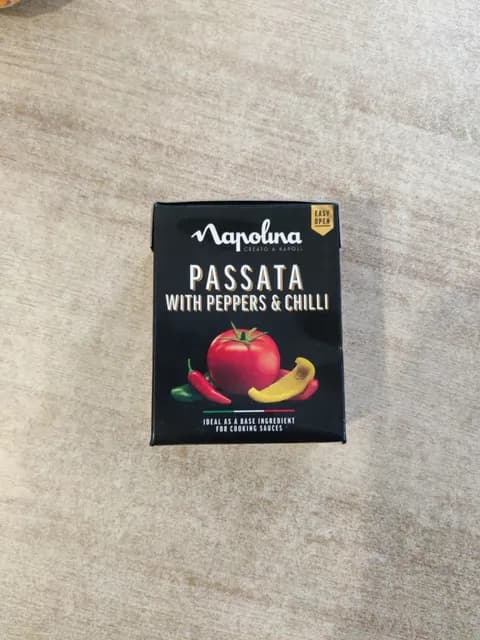 Napolina
CREATO A NAPOLI
EASY
OPEN
PASSATA
WITH PEPPERS & CHILLI
IDEAL AS A BASE INGREDIENT
FOR COOKING SAUCES